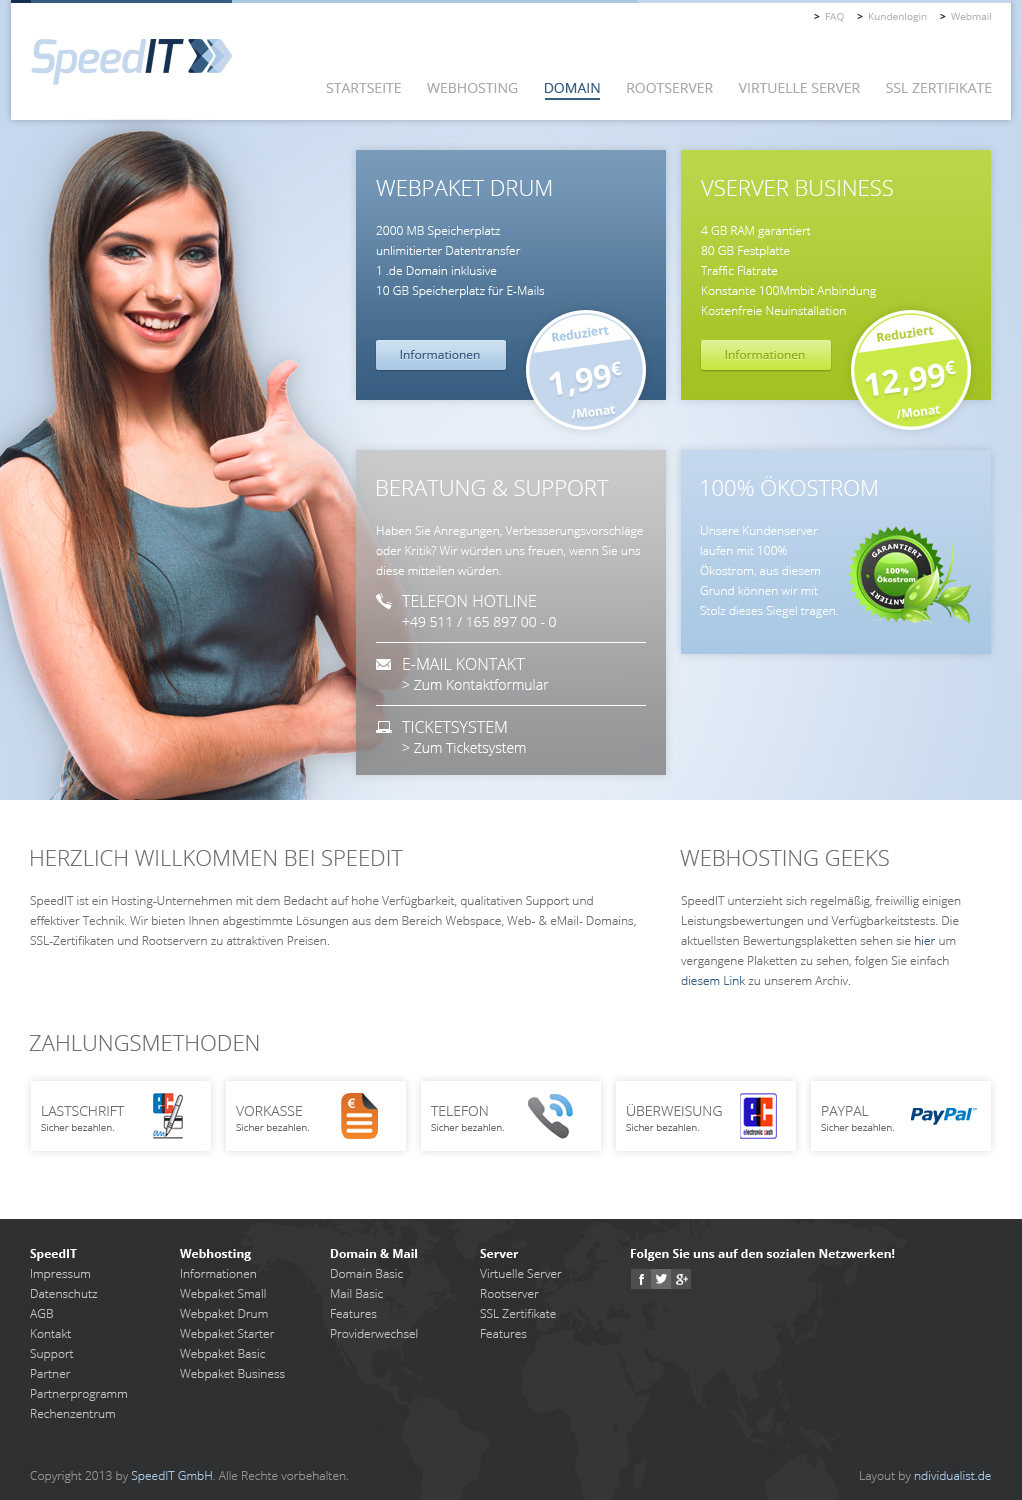 > FAQ > Kundenlogin > Webmail
SpeedIT
STARTSEITE WEBHOSTING DOMAIN ROOTSERVER VIRTUELLE SERVER SSL ZERTIFIKATE
WEBPAKET DRUM
2000 MB Speicherplatz
unlimitierter Datentransfer
1 .de Domain inklusive
10 GB Speicherplatz für E-Mails
Informationen
Reduziert
1,99€
/Monat
VSERVER BUSINESS
4 GB RAM garantiert
80 GB Festplatte
Traffic Flatrate
Konstante 100Mmbit Anbindung
Kostenfreie Neuinstallation
Informationen
Reduziert
12,99€
/Monat
BERATUNG & SUPPORT
Haben Sie Anregungen, Verbesserungsvorschläge
oder Kritik? Wir würden uns freuen, wenn Sie uns
diese mitteilen würden.
TELEFON HOTLINE
+49 511 / 165 897 00 - 0
E-MAIL KONTAKT
> Zum Kontaktformular
TICKETSYSTEM
> Zum Ticketsystem
100% ÖKOSTROM
Unsere Kundenserver
laufen mit 100%
Ökostrom, aus diesem
Grund können wir mit
Stolz dieses Siegel tragen.
GARANTIERT
100%
Ökostrom
GARANTIERT
HERZLICH WILLKOMMEN BEI SPEEDIT
SpeedIT ist ein Hosting-Unternehmen mit dem Bedacht auf hohe Verfügbarkeit, qualitativen Support und
effektiver Technik. Wir bieten Ihnen abgestimmte Lösungen aus dem Bereich Webspace, Web- & eMail- Domains,
SSL-Zertifikaten und Rootservern zu attraktiven Preisen.
WEBHOSTING GEEKS
SpeedIT unterzieht sich regelmäßig, freiwillig einigen
Leistungsbewertungen und Verfügbarkeitstests. Die
aktuellsten Bewertungsplaketten sehen sie hier um
vergangene Plaketten zu sehen, folgen Sie einfach
diesem Link zu unserem Archiv.
ZAHLUNGSMETHODEN
LASTSCHRIFT
Sicher bezahlen.
ec
VORKASSE
Sicher bezahlen.
€
TELEFON
Sicher bezahlen.
ÜBERWEISUNG
Sicher bezahlen.
ec
electronic cash
PAYPAL
Sicher bezahlen.
PayPal
SpeedIT
Impressum
Datenschutz
AGB
Kontakt
Support
Partner
Partnerprogramm
Rechenzentrum
Webhosting
Informationen
Webpaket Small
Webpaket Drum
Webpaket Starter
Webpaket Basic
Webpaket Business
Domain & Mail
Domain Basic
Mail Basic
Features
Providerwechsel
Server
Virtuelle Server
Rootserver
SSL Zertifikate
Features
Folgen Sie uns auf den sozialen Netzwerken!
f g+
Copyright 2013 by SpeedIT GmbH. Alle Rechte vorbehalten.
Layout by ndividualist.de